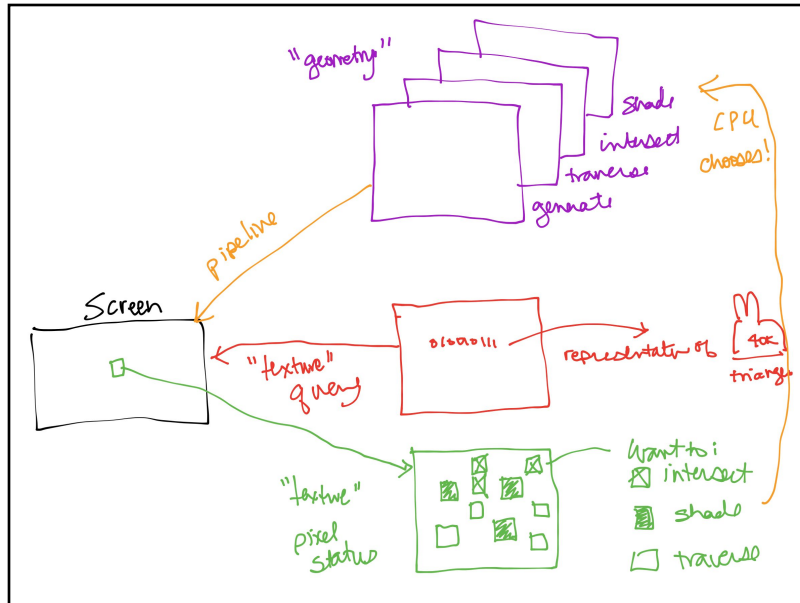 "geometry"
shade
intersect
traverse
generate
CPU
chooses!
pipeline
Screen
"texture"
query
representation of
40k
triangles
"texture"
pixel
status
Want to:
intersect
shade
traverse